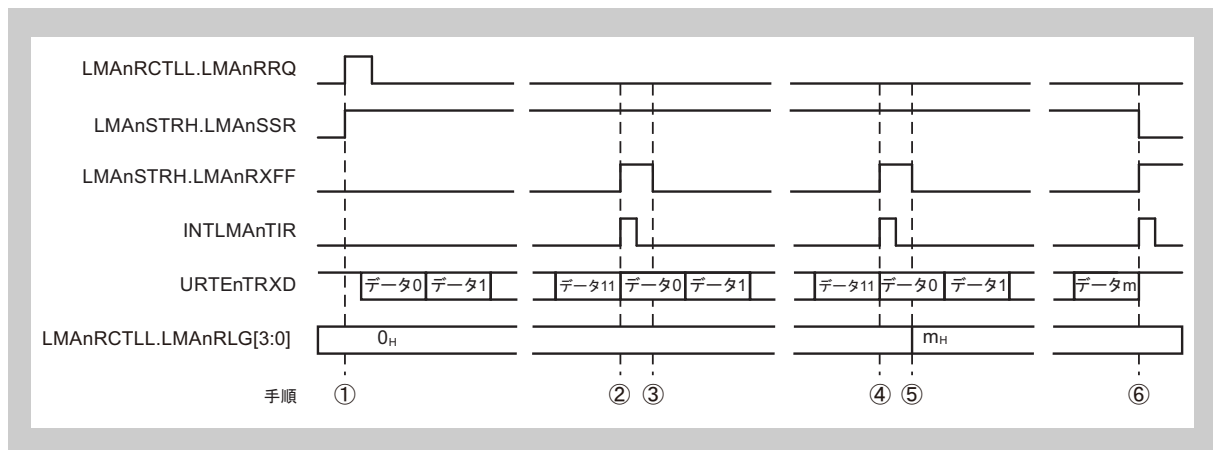 LMAnRCTLL.LMAnRRQ
LMAnSTRH.LMAnSSR
LMAnSTRH.LMAnRXFF
INTLMAnTIR
URTEnTRXD データ0 データ1 データ11 データ0 データ1 データ11 データ0 データ1 データm
LMAnRCTLL.LMAnRLG[3:0] 0H mH
手順 ① ② ③ ④ ⑤ ⑥